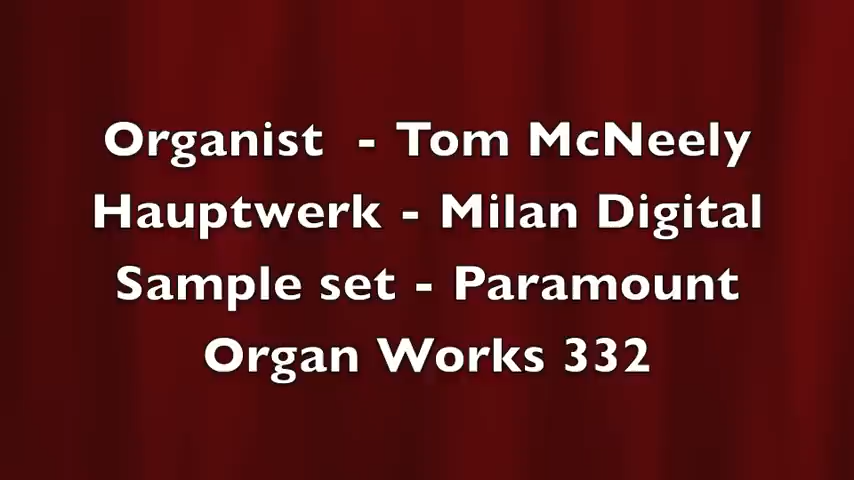 Organist  - Tom McNeely
Hauptwerk - Milan Digital
Sample set - Paramount
Organ Works 332